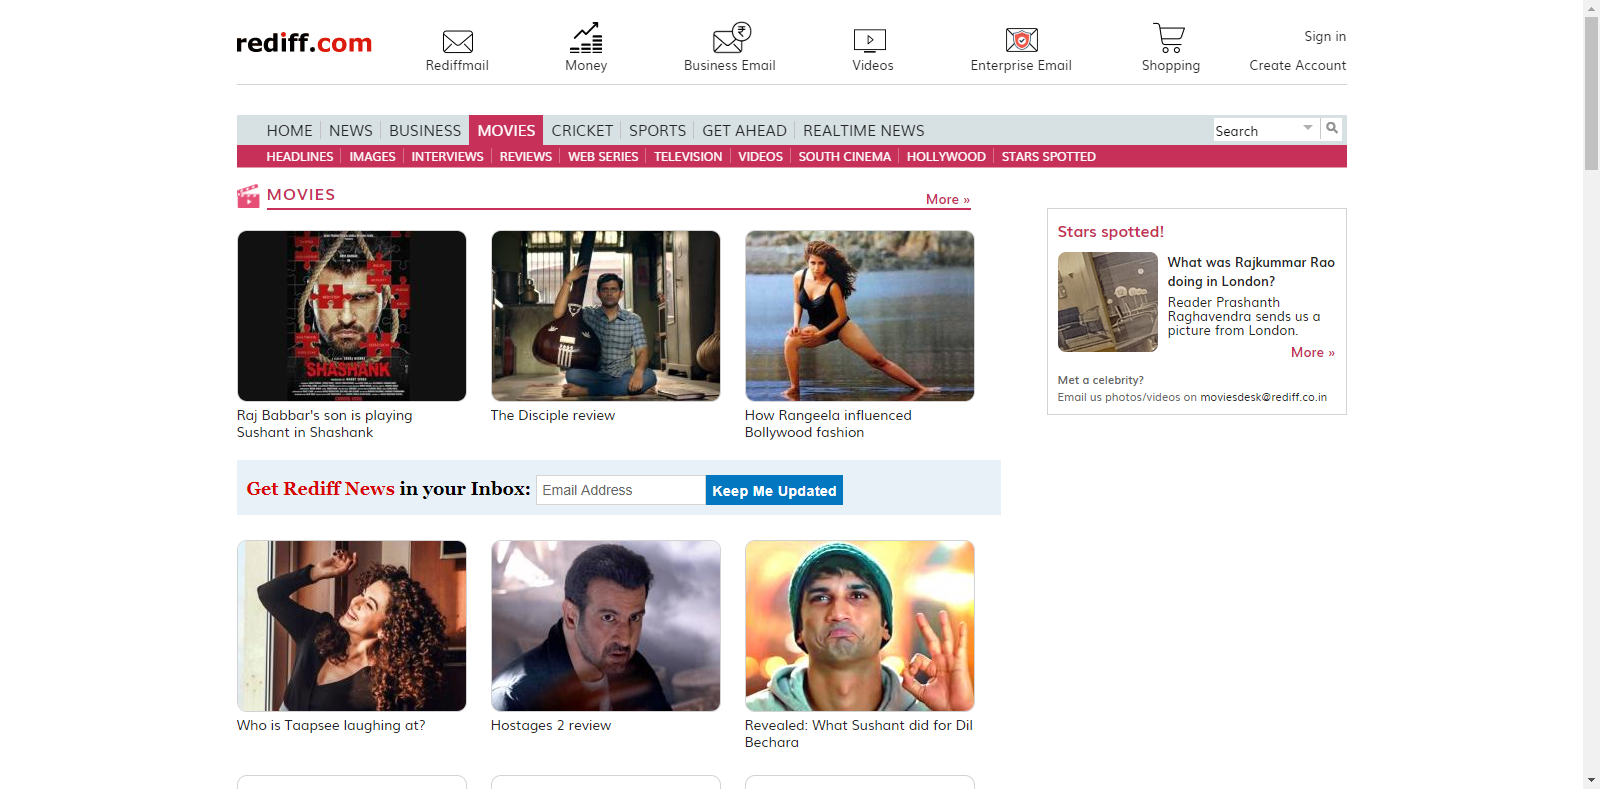 rediff.com
Rediffmail
Money
Business Email
Videos
Enterprise Email
Shopping
Sign in
Create Account
HOME NEWS BUSINESS MOVIES CRICKET SPORTS GET AHEAD REALTIME NEWS
Search
HEADLINES IMAGES INTERVIEWS REVIEWS WEB SERIES TELEVISION VIDEOS SOUTH CINEMA HOLLYWOOD STARS SPOTTED
MOVIES
More »
SHASHANK
Raj Babbar's son is playing
Sushant in Shashank
The Disciple review
How Rangeela influenced
Bollywood fashion
Stars spotted!
What was Rajkummar Rao
doing in London?
Reader Prashanth
Raghavendra sends us a
picture from London.
More »
Met a celebrity?
Email us photos/videos on moviesdesk@rediff.co.in
Get Rediff News in your Inbox:
Email Address
Keep Me Updated
Who is Taapsee laughing at?
Hostages 2 review
Revealed: What Sushant did for Dil
Bechara